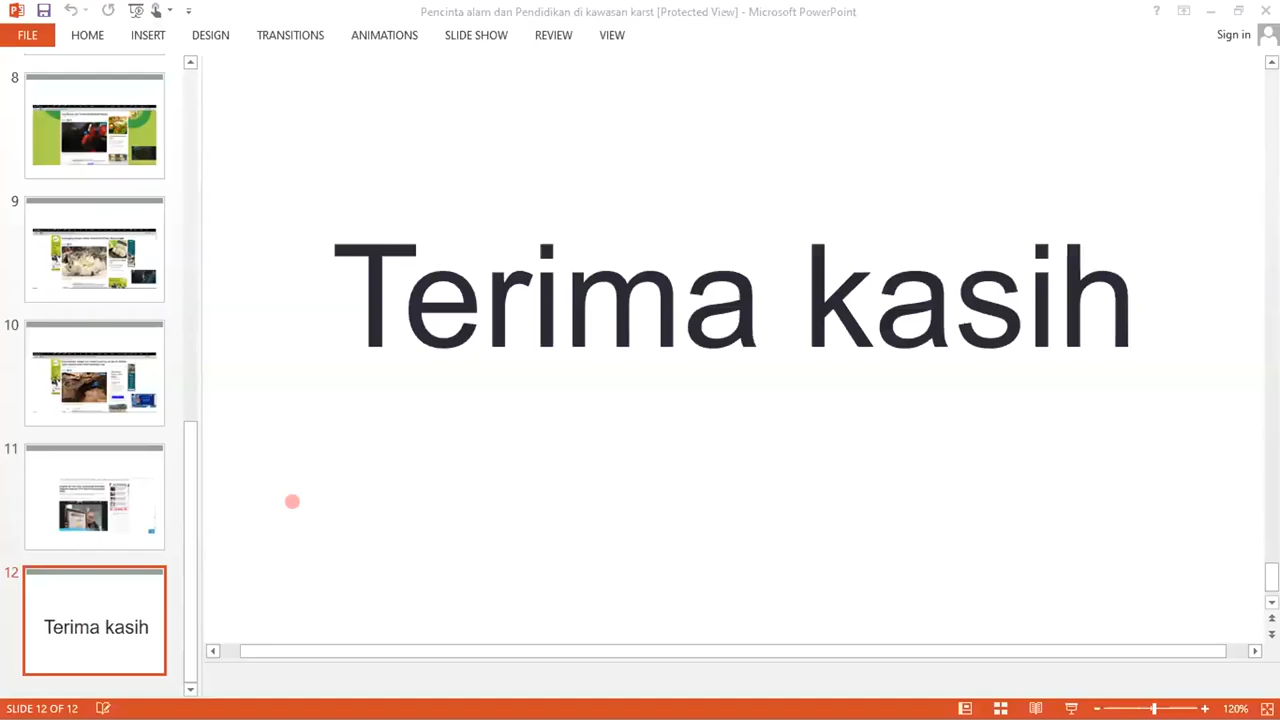 Pencinta alam dan Pendidikan di kawasan karst [Protected View] - Microsoft PowerPoint
?
FILE HOME INSERT DESIGN TRANSITIONS ANIMATIONS SLIDE SHOW REVIEW VIEW Sign in
8
9
10
11
12
Terima kasih
Terima kasih
SLIDE 12 OF 12
120%